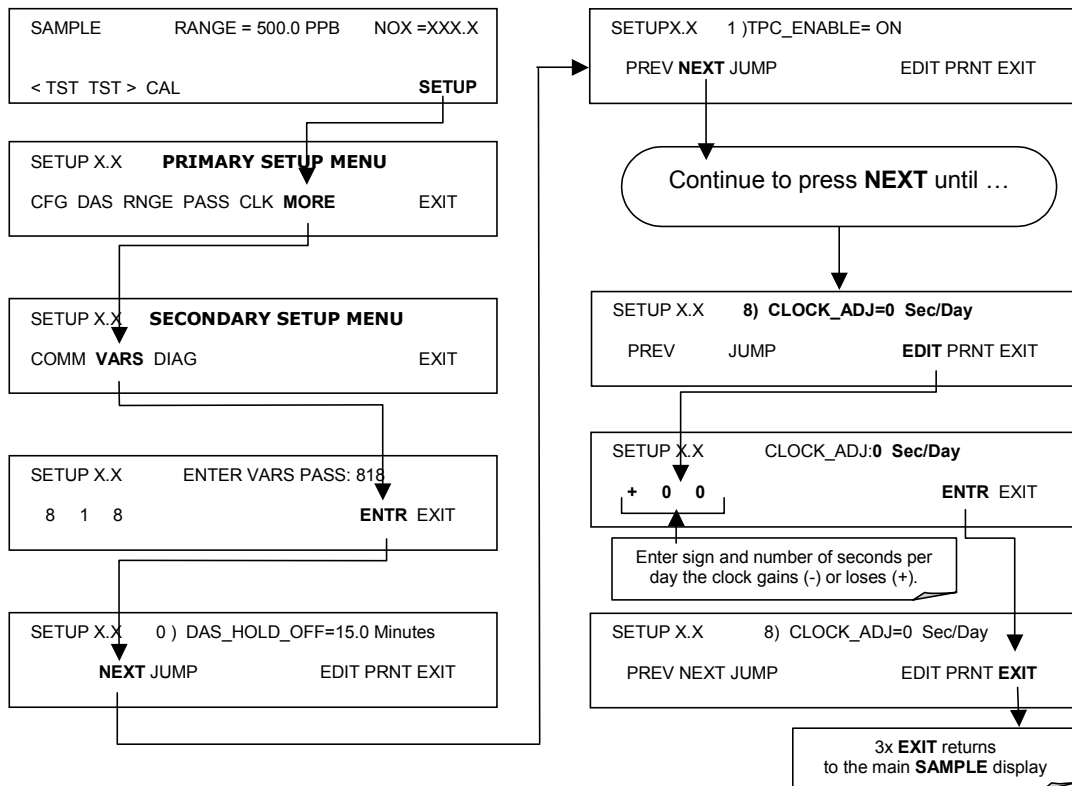 SAMPLE RANGE = 500.0 PPB NOX =XXX.X
< TST TST > CAL SETUP
SETUP X.X PRIMARY SETUP MENU
CFG DAS RNGE PASS CLK MORE EXIT
SETUP X.X SECONDARY SETUP MENU
COMM VARS DIAG EXIT
SETUP X.X ENTER VARS PASS: 818
8 1 8 ENTR EXIT
SETUP X.X 0 ) DAS_HOLD_OFF=15.0 Minutes
NEXT JUMP EDIT PRNT EXIT
SETUPX.X 1 )TPC_ENABLE= ON
PREV NEXT JUMP EDIT PRNT EXIT
Continue to press NEXT until …
SETUP X.X 8) CLOCK_ADJ=0 Sec/Day
PREV JUMP EDIT PRNT EXIT
SETUP X.X CLOCK_ADJ:0 Sec/Day
+ 0 0 ENTR EXIT
Enter sign and number of seconds per
day the clock gains (-) or loses (+).
SETUP X.X 8) CLOCK_ADJ=0 Sec/Day
PREV NEXT JUMP EDIT PRNT EXIT
3x EXIT returns
to the main SAMPLE display